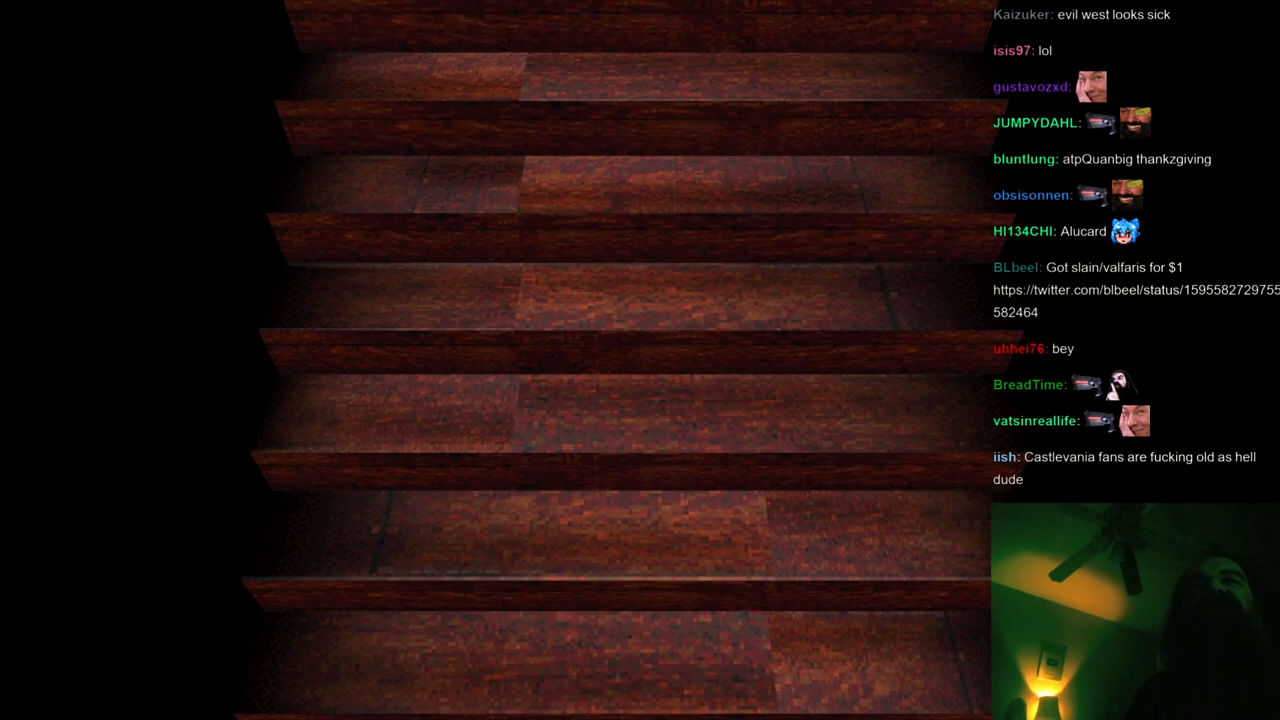 Kaizuker: evil west looks sick
isis97: lol
gustavozxd:
JUMPYDAHL:
bluntlung: atpQuanbig thankzgiving
obsisonnen:
HI134CHI: Alucard
BLbeel: Got slain/valfaris for $1
https://twitter.com/blbeel/status/1595582729755
582464
uhhei76: bey
BreadTime:
vatsinreallife:
iish: Castlevania fans are fucking old as hell
dude